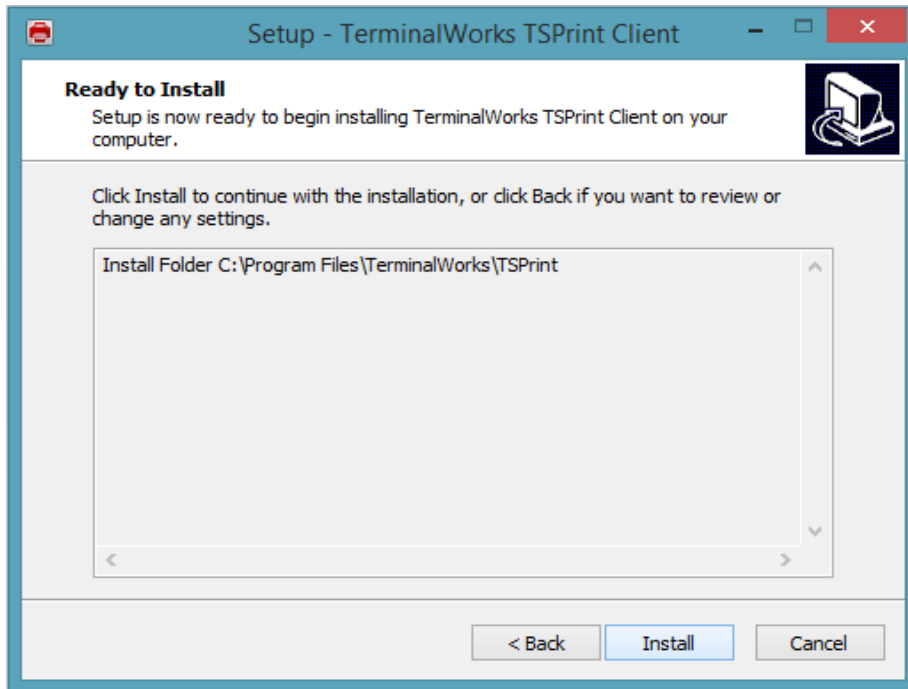 Setup - TerminalWorks TSPrint Client
Ready to Install
Setup is now ready to begin installing TerminalWorks TSPrint Client on your
computer.
Click Install to continue with the installation, or click Back if you want to review or
change any settings.
Install Folder C:\Program Files\TerminalWorks\TSPrint
< Back Install Cancel